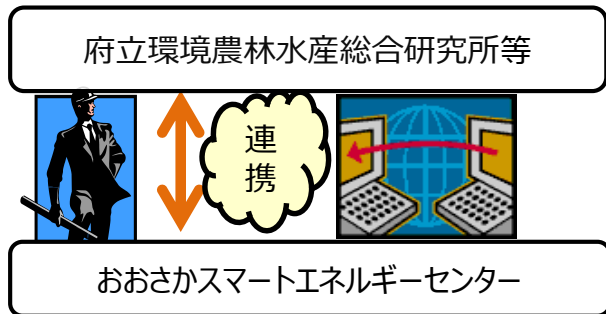 府立環境農林水産総合研究所等
連
携
おおさかスマートエネルギーセンター